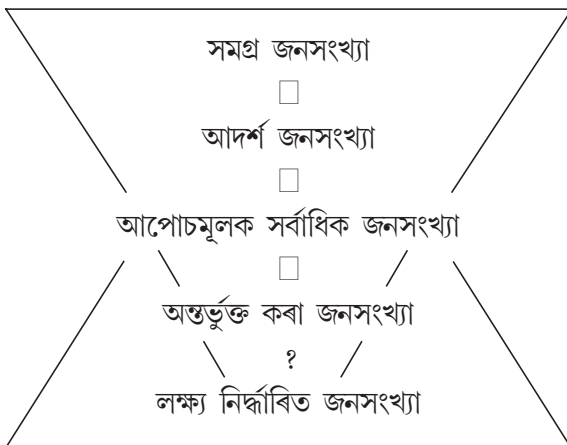 সমগ্ৰ জনসংখ্যা
□
আদৰ্শ জনসংখ্যা
□
আপোচমূলক সৰ্বাধিক জনসংখ্যা
□
অন্তৰ্ভুক্ত কৰা জনসংখ্যা
?
লক্ষ্য নিৰ্দ্ধাৰিত জনসংখ্যা